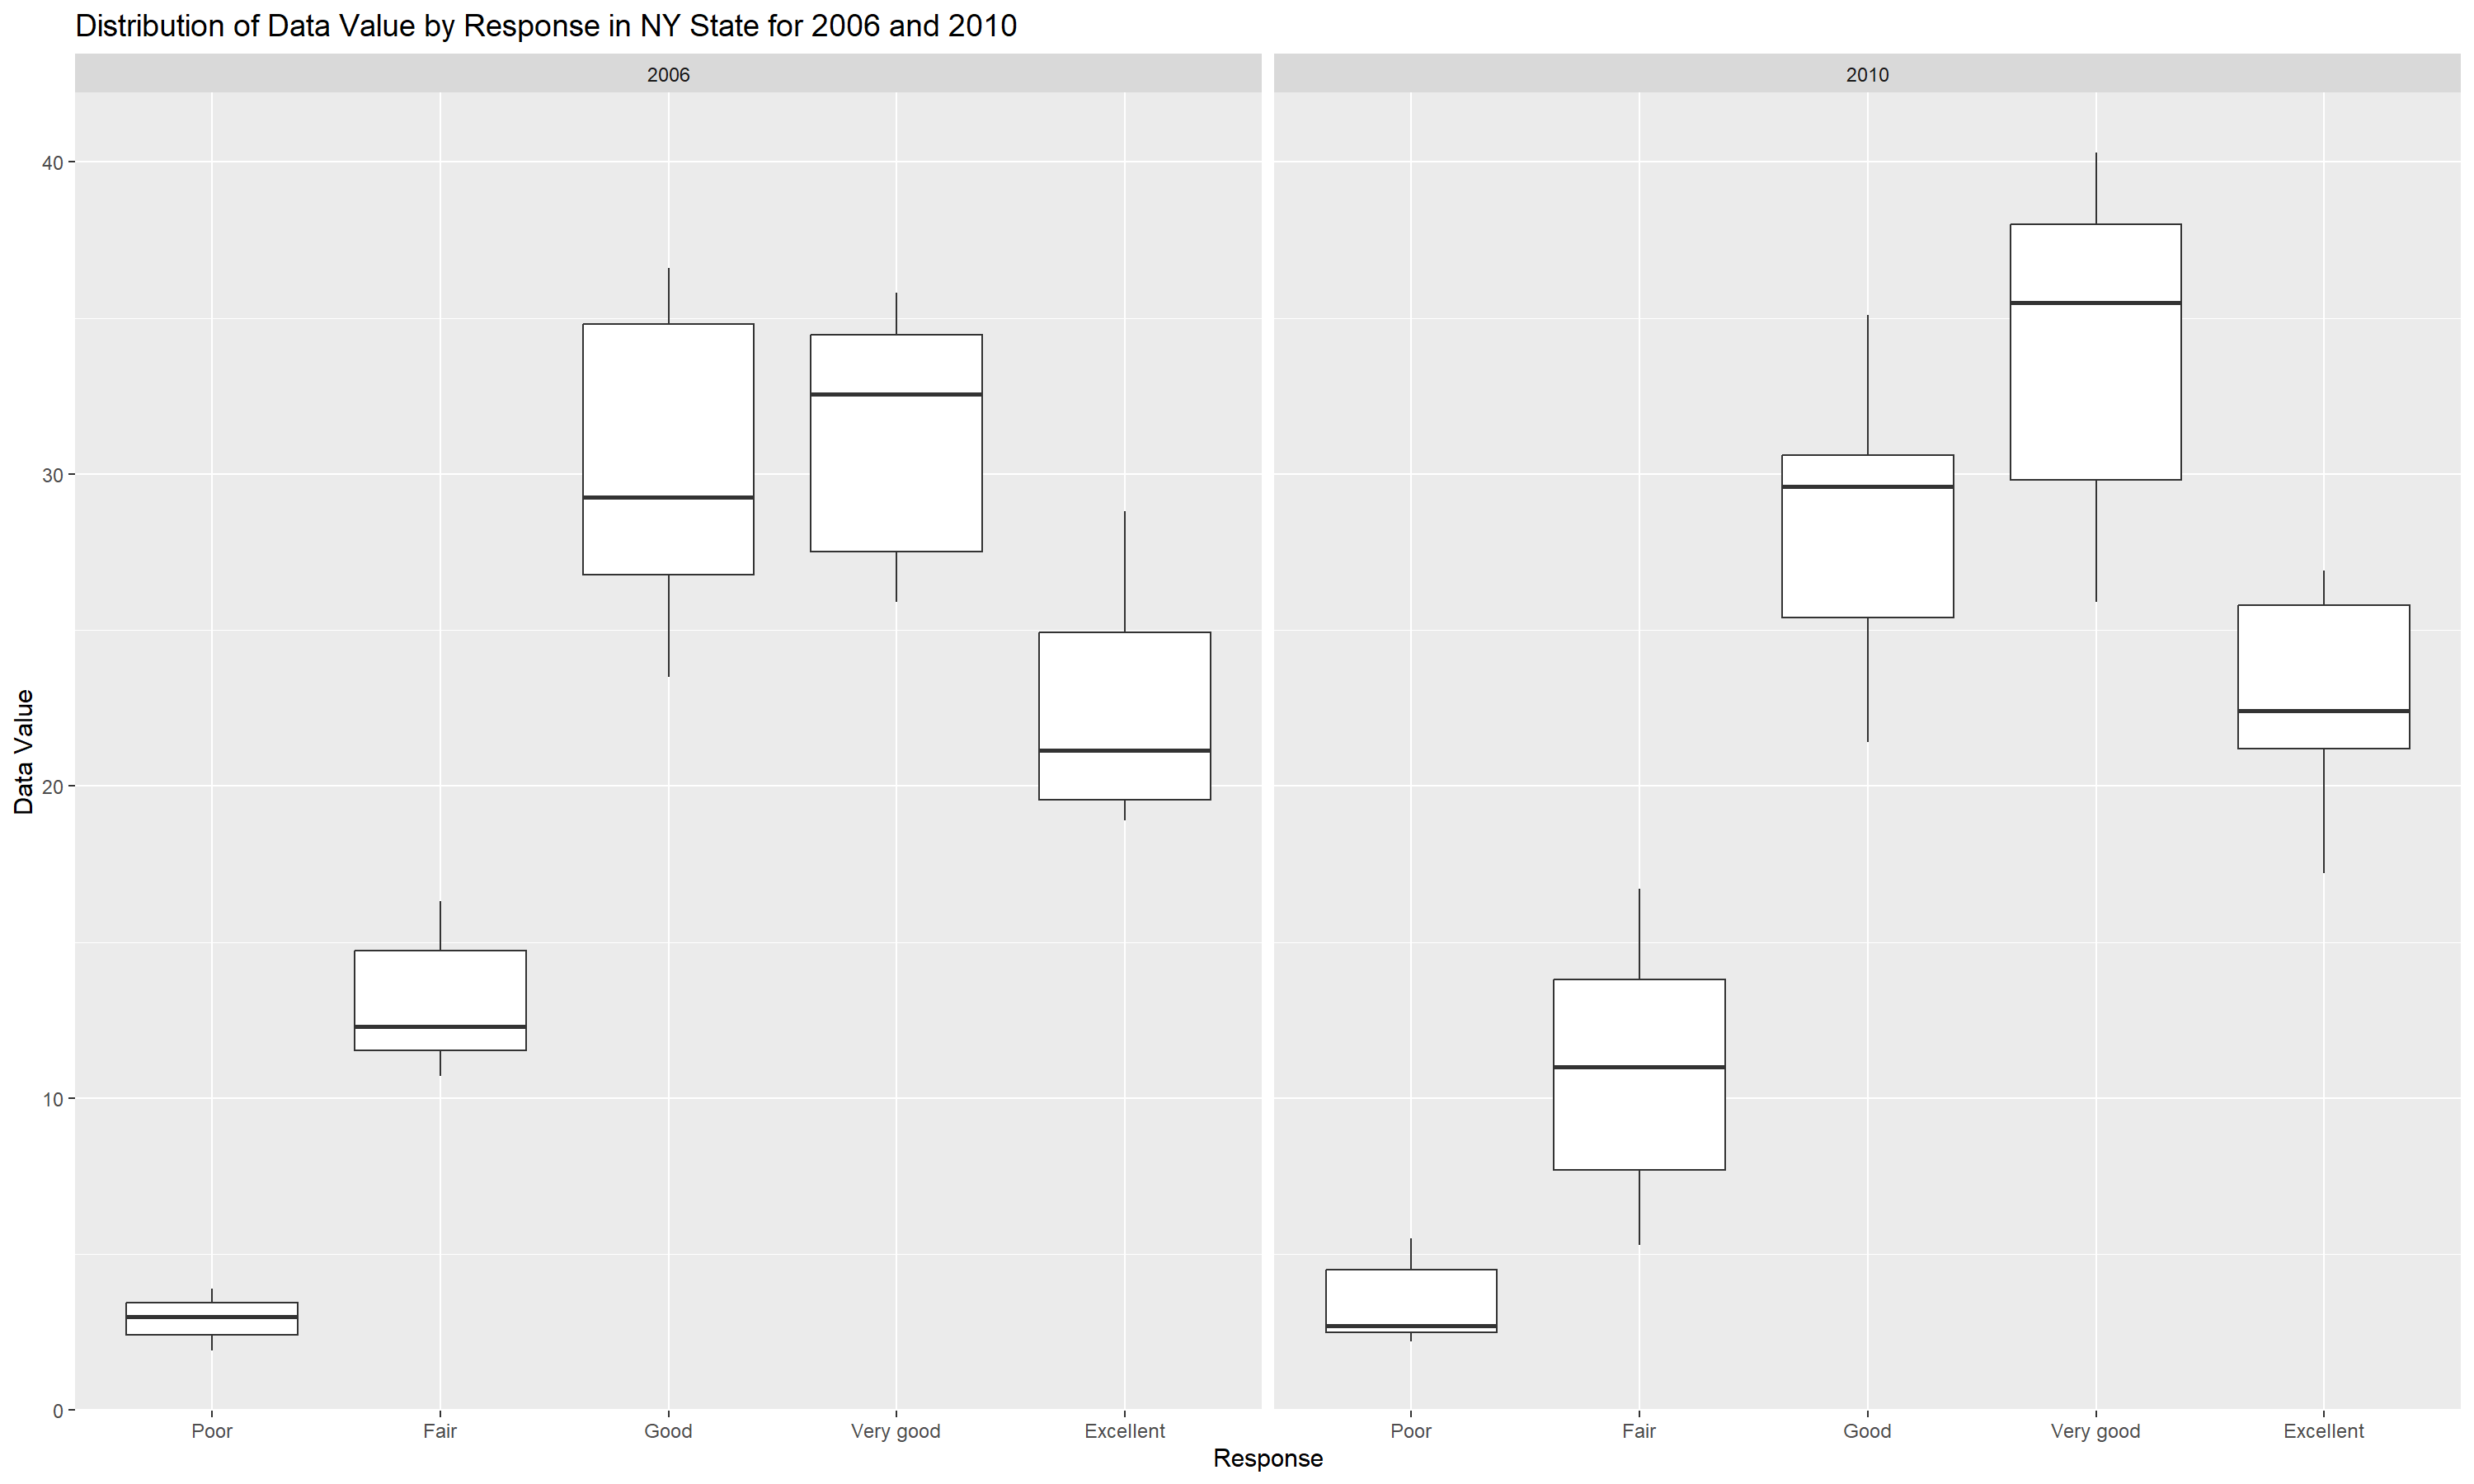 Distribution of Data Value by Response in NY State for 2006 and 2010
2006
2010
40
30
20
10
0
Data Value
Poor Fair Good Very good Excellent
Poor Fair Good Very good Excellent
Response